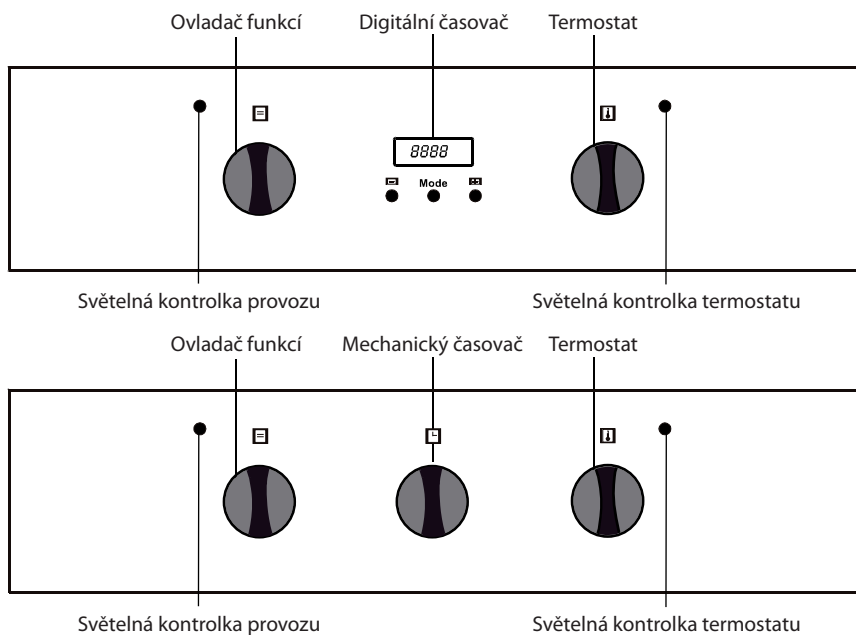 Ovladač funkcí Digitální časovač Termostat
8888
Mode
Světelná kontrolka provozu Světelná kontrolka termostatu
Ovladač funkcí Mechanický časovač Termostat
Světelná kontrolka provozu Světelná kontrolka termostatu